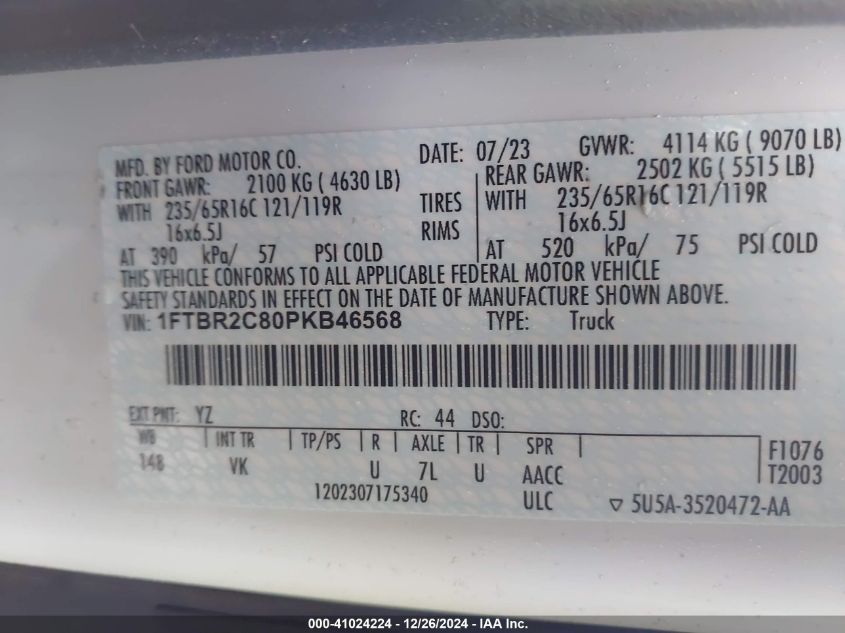 MFD. BY FORD MOTOR CO. DATE: 07/23 GVWR: 4114 KG ( 9070 LB)
FRONT GAWR: 2100 KG ( 4630 LB) REAR GAWR: 2502 KG ( 5515 LB)
WITH 235/65R16C 121/119R TIRES WITH 235/65R16C 121/119R
16x6.5J RIMS 16x6.5J
AT 390 kPa/ 57 PSI COLD AT 520 kPa/ 75 PSI COLD
THIS VEHICLE CONFORMS TO ALL APPLICABLE FEDERAL MOTOR VEHICLE
SAFETY STANDARDS IN EFFECT ON THE DATE OF MANUFACTURE SHOWN ABOVE.
VIN: 1FTBR2C80PKB46568 TYPE: Truck
EXT PNT: YZ RC: 44 DSO:
WB INT TR TP/PS R AXLE TR SPR F1076
148 VK U 7L U AACC T2003
1202307175340 ULC ▽ 5U5A-3520472-AA
000-41024224 - 12/26/2024 - IAA Inc.